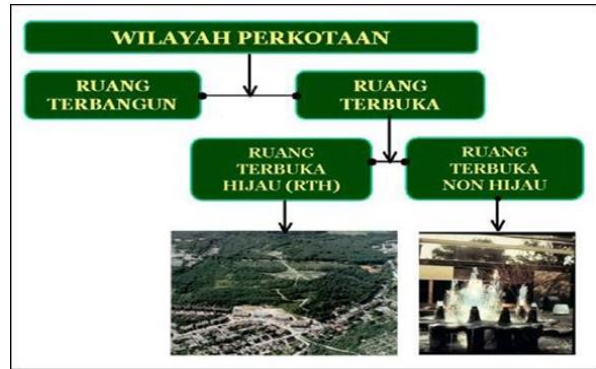 WILAYAH PERKOTAAN
RUANG
TERBANGUN
RUANG
TERBUKA
RUANG
TERBUKA
HIJAU (RTH)
RUANG
TERBUKA
NON HIJAU